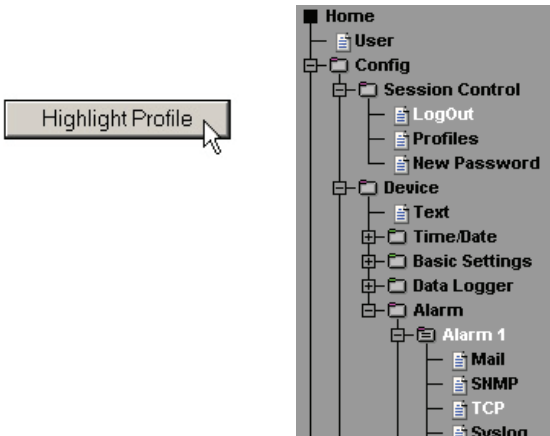 Highlight Profile
Home
User
Config
Session Control
LogOut
Profiles
New Password
Device
Text
Time/Date
Basic Settings
Data Logger
Alarm
Alarm 1
Mail
SNMP
TCP
Syslog